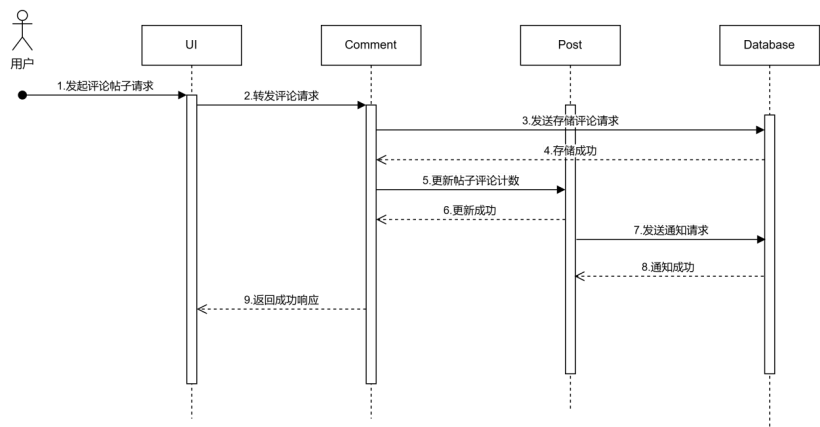 UI
Comment
Post
Database
用户
1.发起评论帖子请求
2.转发评论请求
3.发送存储评论请求
4.存储成功
5.更新帖子评论计数
6.更新成功
7.发送通知请求
8.通知成功
9.返回成功响应